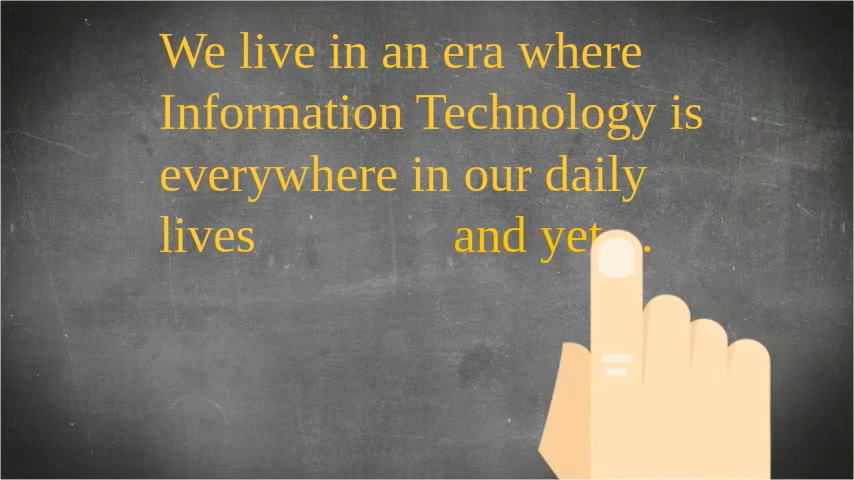 We live in an era where
Information Technology is
everywhere in our daily
lives and yet .